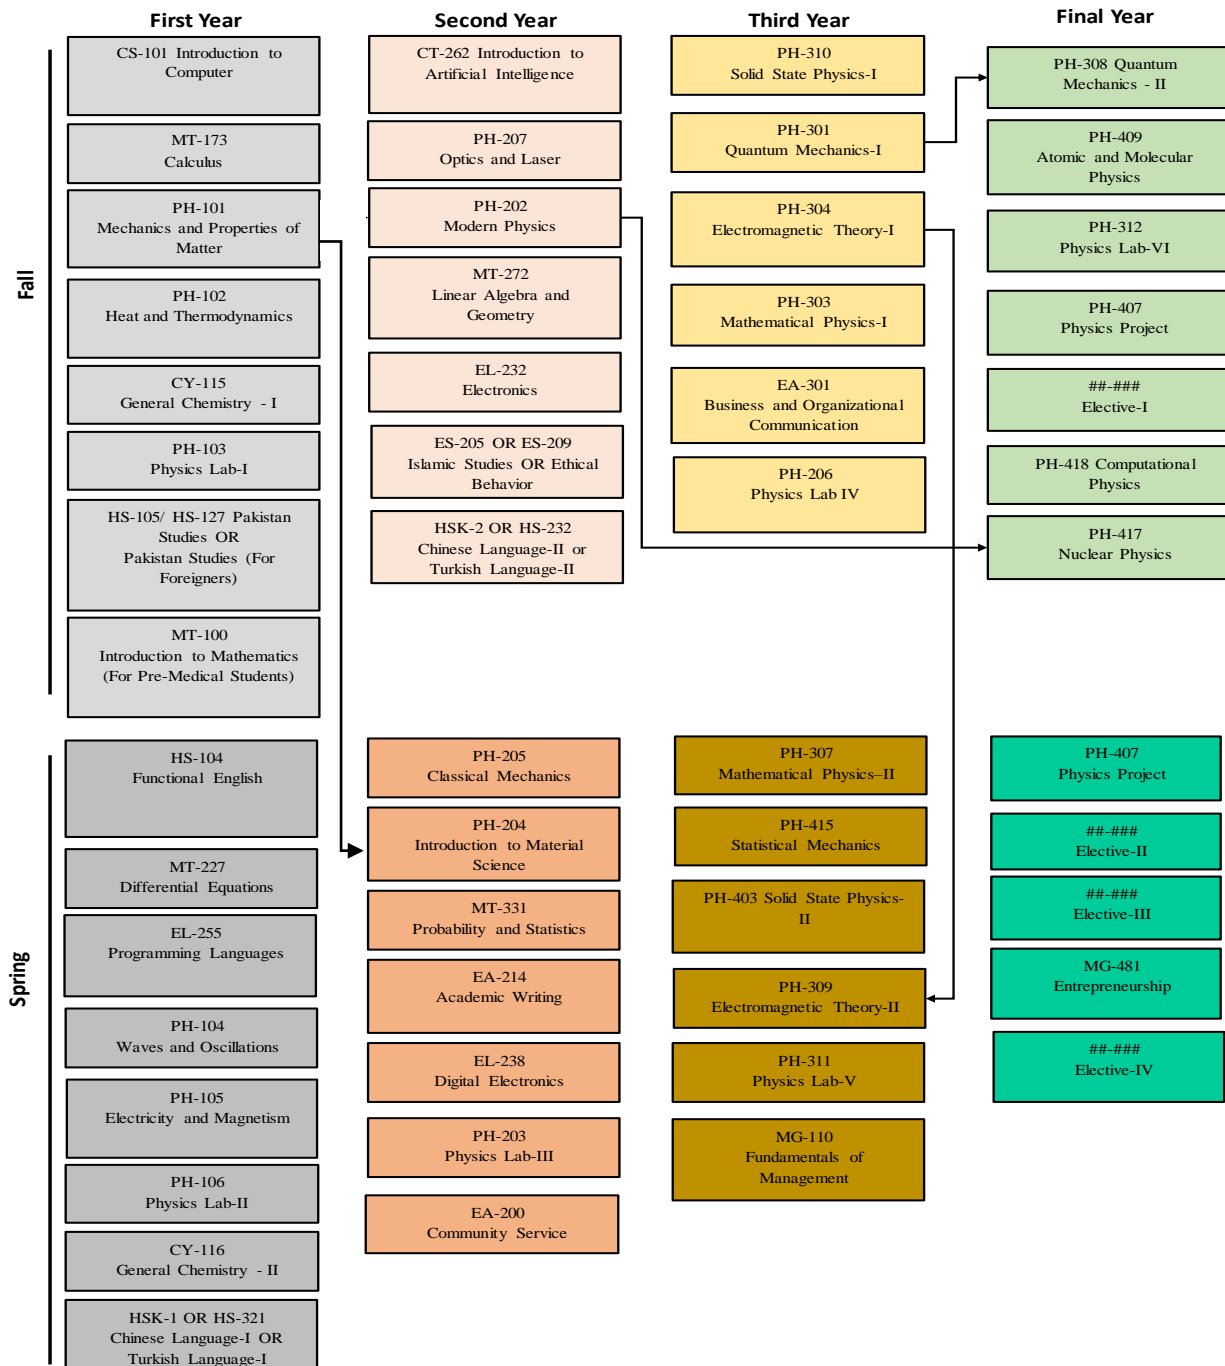 First Year
Second Year
Third Year
Final Year
Fall
CS-101 Introduction to
Computer
MT-173
Calculus
PH-101
Mechanics and Properties of
Matter
PH-102
Heat and Thermodynamics
CY-115
General Chemistry - I
PH-103
Physics Lab-I
HS-105/ HS-127 Pakistan
Studies OR
Pakistan Studies (For
Foreigners)
MT-100
Introduction to Mathematics
(For Pre-Medical Students)
CT-262 Introduction to
Artificial Intelligence
PH-207
Optics and Laser
PH-202
Modern Physics
MT-272
Linear Algebra and
Geometry
EL-232
Electronics
ES-205 OR ES-209
Islamic Studies OR Ethical
Behavior
HSK-2 OR HS-232
Chinese Language-II or
Turkish Language-II
PH-310
Solid State Physics-I
PH-301
Quantum Mechanics-I
PH-304
Electromagnetic Theory-I
PH-303
Mathematical Physics-I
EA-301
Business and Organizational
Communication
PH-206
Physics Lab IV
PH-308 Quantum
Mechanics - II
PH-409
Atomic and Molecular
Physics
PH-312
Physics Lab-VI
PH-407
Physics Project
##-###
Elective-I
PH-418 Computational
Physics
PH-417
Nuclear Physics
Spring
HS-104
Functional English
MT-227
Differential Equations
EL-255
Programming Languages
PH-104
Waves and Oscillations
PH-105
Electricity and Magnetism
PH-106
Physics Lab-II
CY-116
General Chemistry - II
HSK-1 OR HS-321
Chinese Language-I OR
Turkish Language-I
PH-205
Classical Mechanics
PH-204
Introduction to Material
Science
MT-331
Probability and Statistics
EA-214
Academic Writing
EL-238
Digital Electronics
PH-203
Physics Lab-III
EA-200
Community Service
PH-307
Mathematical Physics–II
PH-415
Statistical Mechanics
PH-403 Solid State Physics-
II
PH-309
Electromagnetic Theory-II
PH-311
Physics Lab-V
MG-110
Fundamentals of
Management
PH-407
Physics Project
##-###
Elective-II
##-###
Elective-III
MG-481
Entrepreneurship
##-###
Elective-IV